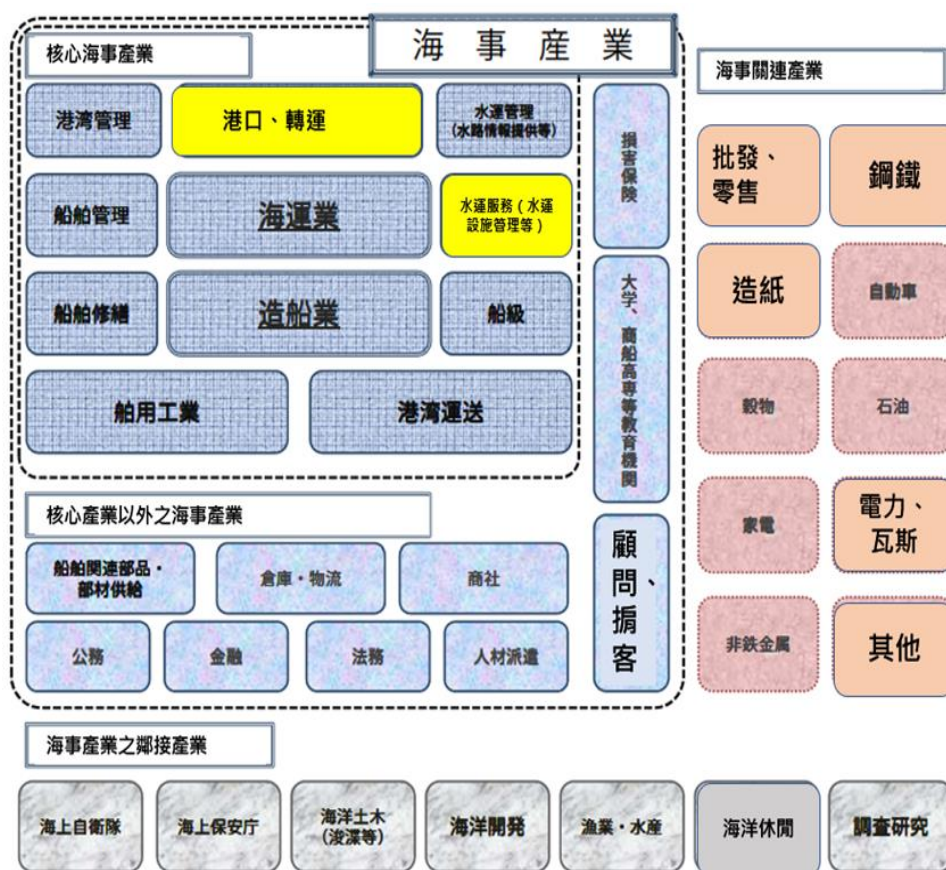 海事産業
核心海事產業
港湾管理
港口、轉運
水運管理
(水路情報提供等)
船舶管理
海運業
水運服務(水運
設施管理等)
船舶修繕
造船業
船級
舶用工業
港湾運送
損害保険
大学、商船高専等教育機関
顧問、掮客
核心產業以外之海事產業
船舶関連部品・
部材供給
倉庫・物流
商社
公務
金融
法務
人材派遣
海事關連產業
批發、
零售
鋼鐵
造紙
自動車
穀物
石油
家電
電力、
瓦斯
非鉄金属
其他
海事產業之鄰接產業
海上自衛隊
海上保安庁
海洋土木
(浚渫等)
海洋開発
漁業・水産
海洋休閒
調査研究